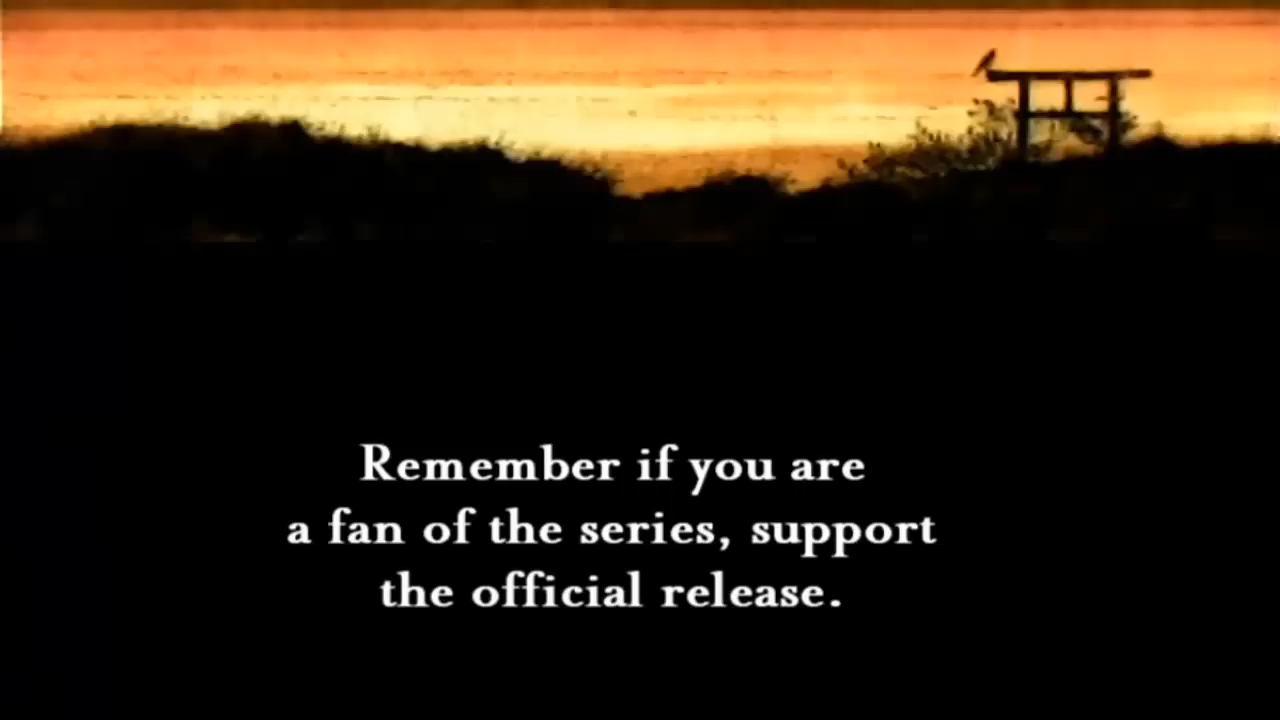 Remember if you are
a fan of the series, support
the official release.